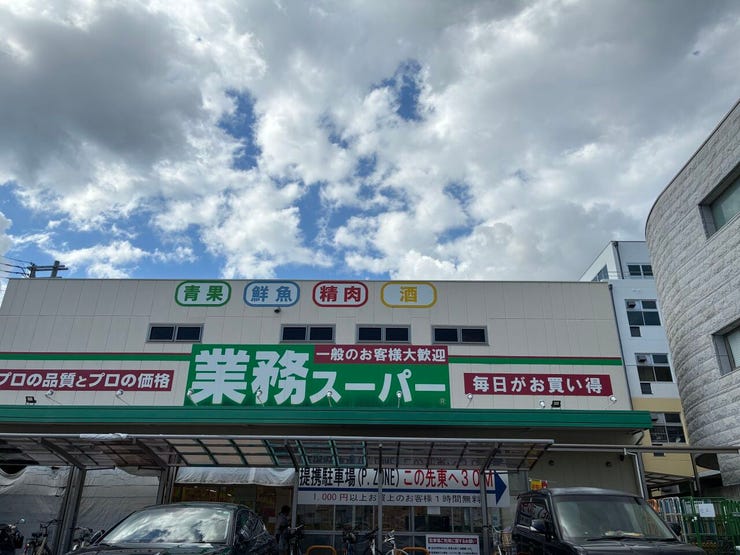 青果 鮮魚 精肉 酒
一般のお客様大歓迎
プロの品質とプロの価格 業務スーパー 毎日がお買い得
提携駐車場(P.ZONE)この先東へ30M
1,000円以上お買上のお客様1時間無料